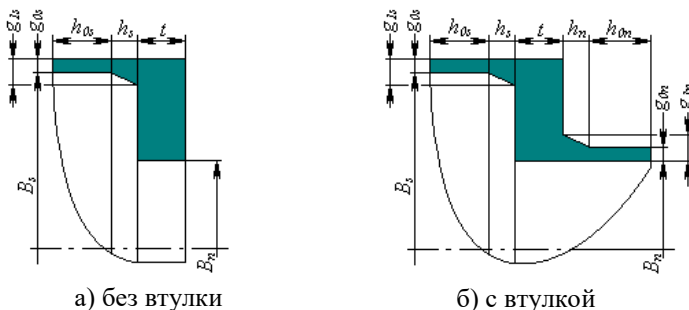 g₁ₛ g₀ₛ h₀ₛ hₛ t
Bₛ
Bₙ
а) без втулки
g₁ₛ g₀ₛ h₀ₛ hₛ t hₙ h₀ₙ
g₀ₙ g₁ₙ
Bₛ
Bₙ
б) с втулкой